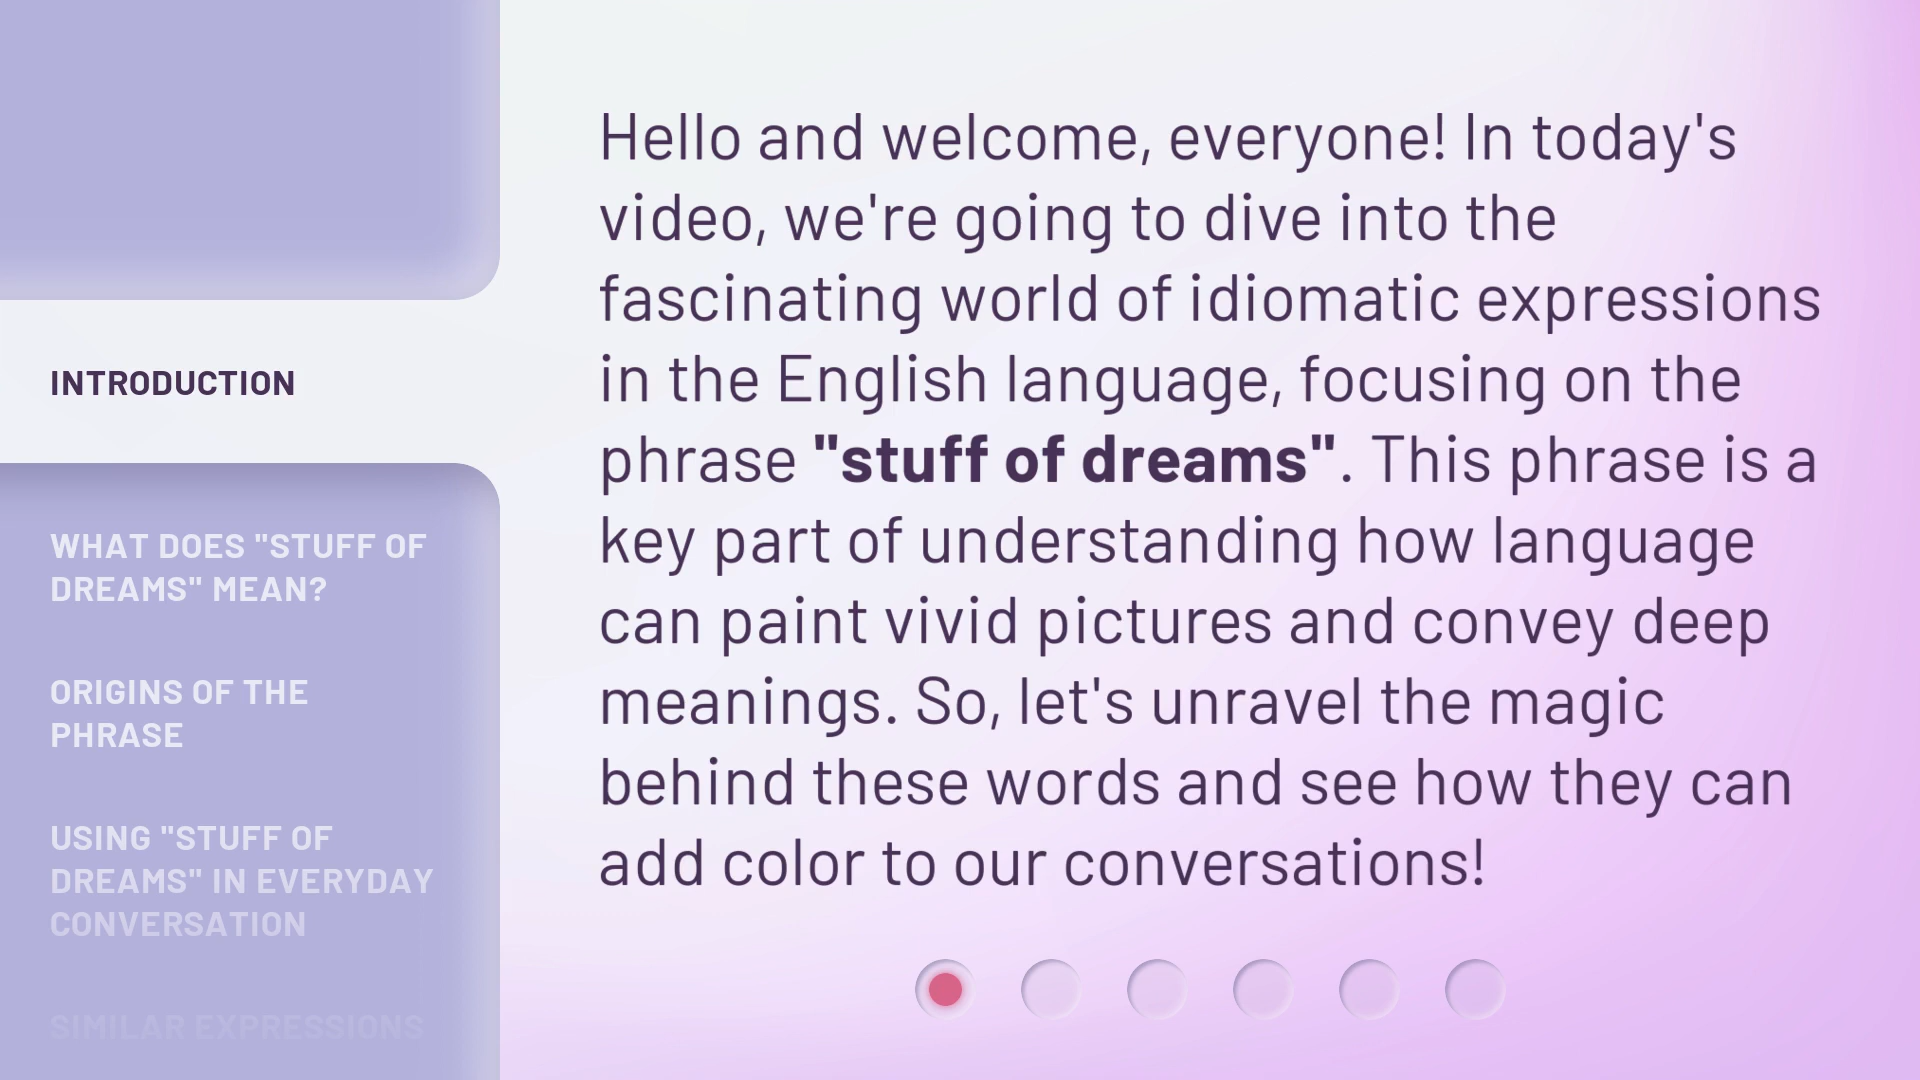 INTRODUCTION
WHAT DOES "STUFF OF
DREAMS" MEAN?
ORIGINS OF THE
PHRASE
USING "STUFF OF
DREAMS" IN EVERYDAY
CONVERSATION
SIMILAR EXPRESSIONS
Hello and welcome, everyone! In today's
video, we're going to dive into the
fascinating world of idiomatic expressions
in the English language, focusing on the
phrase "stuff of dreams". This phrase is a
key part of understanding how language
can paint vivid pictures and convey deep
meanings. So, let's unravel the magic
behind these words and see how they can
add color to our conversations!